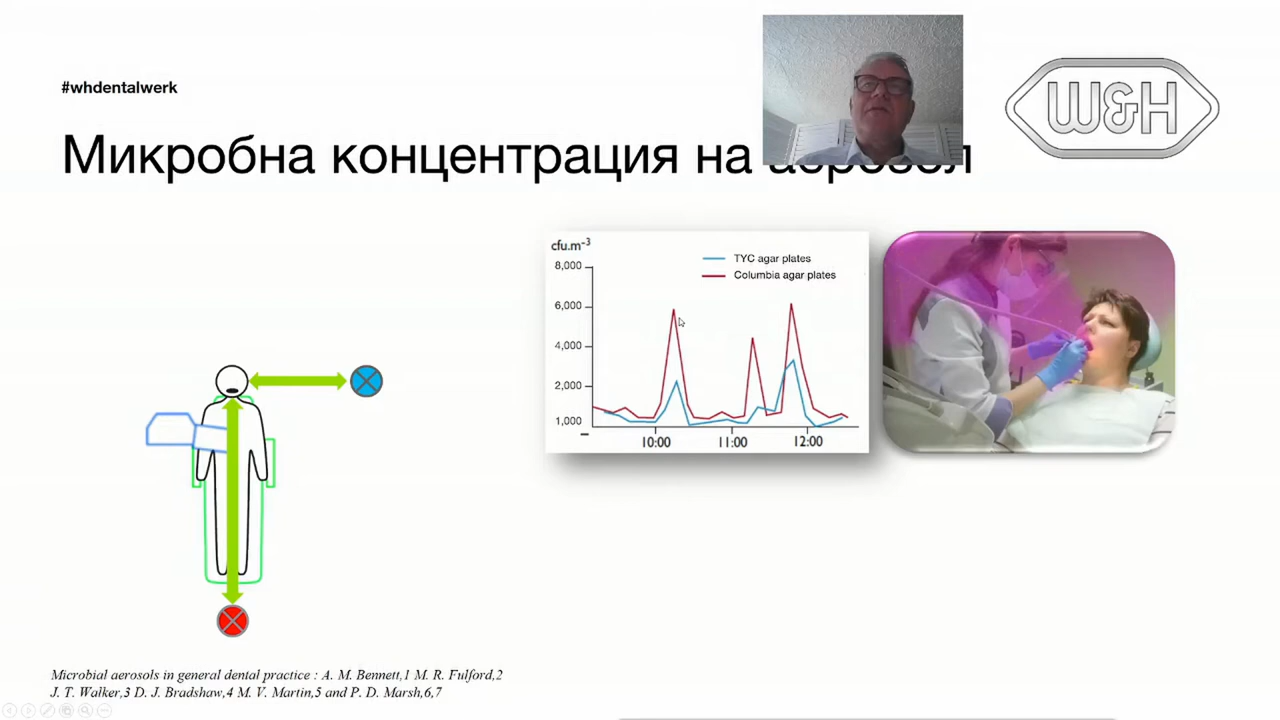 #whdentalwerk
W&H
Микробна концентрация на аерозол
cfu.m-3
TYC agar plates
Columbia agar plates
8,000
6,000
4,000
2,000
1,000
10:00 11:00 12:00
Microbial aerosols in general dental practice : A. M. Bennett,1 M. R. Fulford,2
J. T. Walker,3 D. J. Bradshaw,4 M. V. Martin,5 and P. D. Marsh,6,7